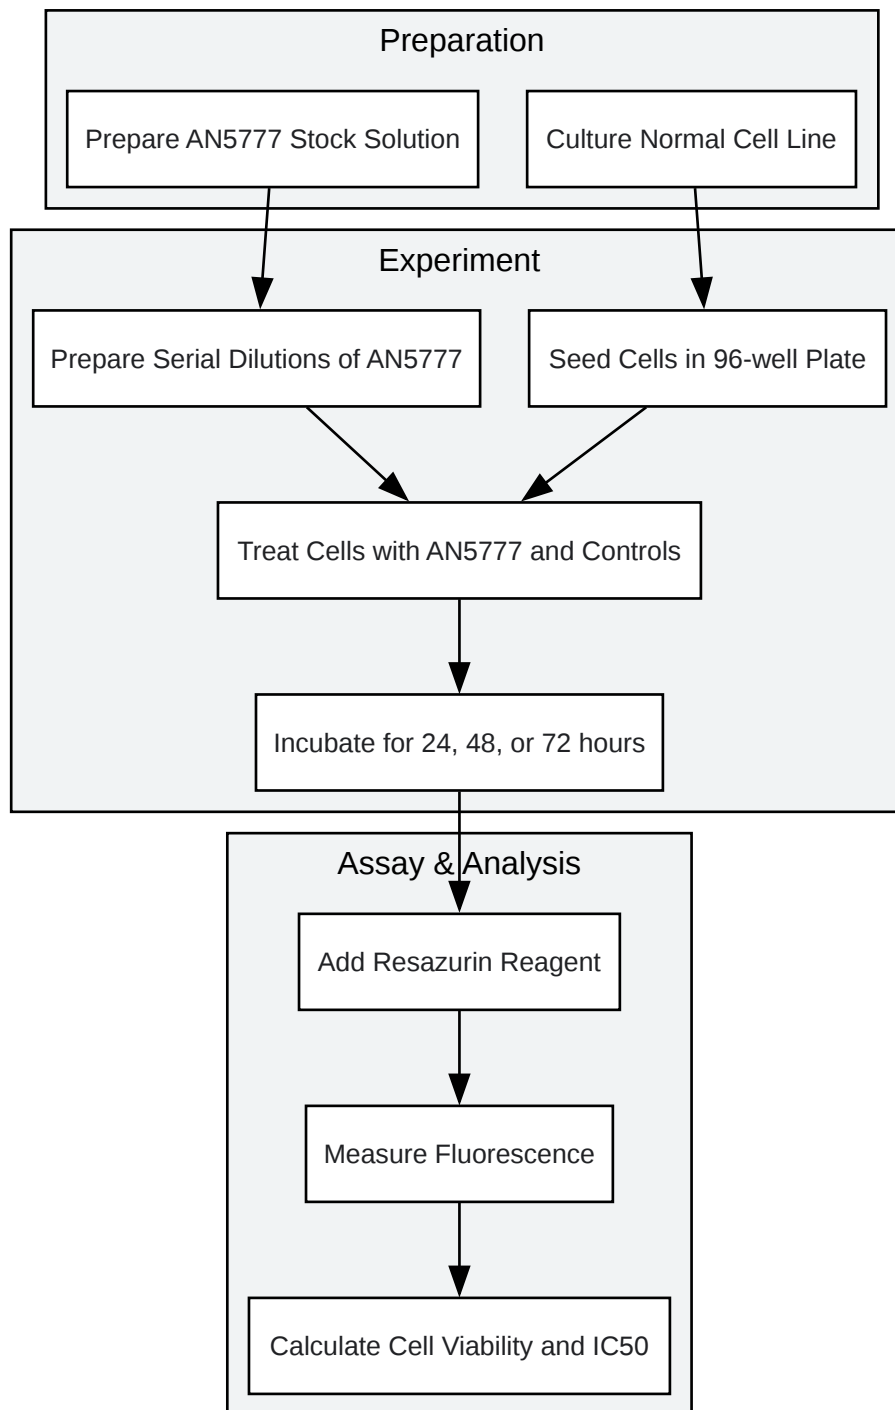 Preparation
Prepare AN5777 Stock Solution
Culture Normal Cell Line
Experiment
Prepare Serial Dilutions of AN5777
Seed Cells in 96-well Plate
Treat Cells with AN5777 and Controls
Incubate for 24, 48, or 72 hours
Assay & Analysis
Add Resazurin Reagent
Measure Fluorescence
Calculate Cell Viability and IC50